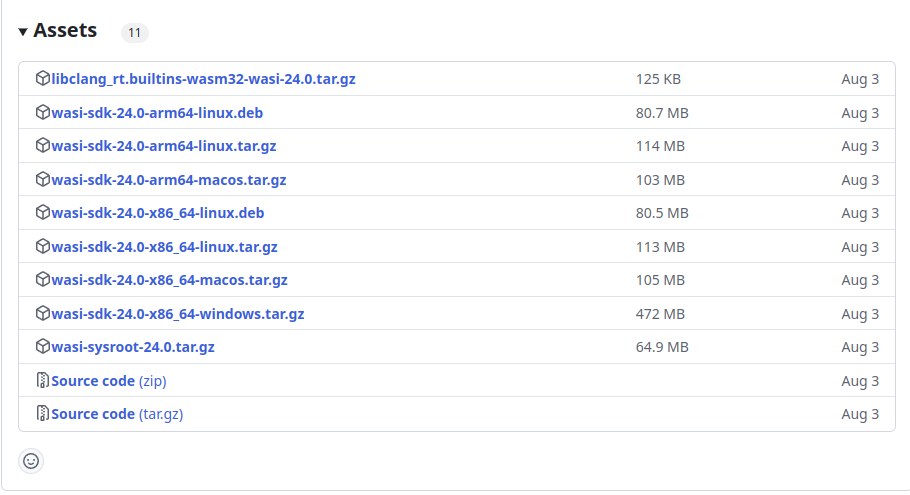 Assets 11
libclang_rt.builtins-wasm32-wasi-24.0.tar.gz 125 KB Aug 3
wasi-sdk-24.0-arm64-linux.deb 80.7 MB Aug 3
wasi-sdk-24.0-arm64-linux.tar.gz 114 MB Aug 3
wasi-sdk-24.0-arm64-macos.tar.gz 103 MB Aug 3
wasi-sdk-24.0-x86_64-linux.deb 80.5 MB Aug 3
wasi-sdk-24.0-x86_64-linux.tar.gz 113 MB Aug 3
wasi-sdk-24.0-x86_64-macos.tar.gz 105 MB Aug 3
wasi-sdk-24.0-x86_64-windows.tar.gz 472 MB Aug 3
wasi-sysroot-24.0.tar.gz 64.9 MB Aug 3
Source code (zip) Aug 3
Source code (tar.gz) Aug 3